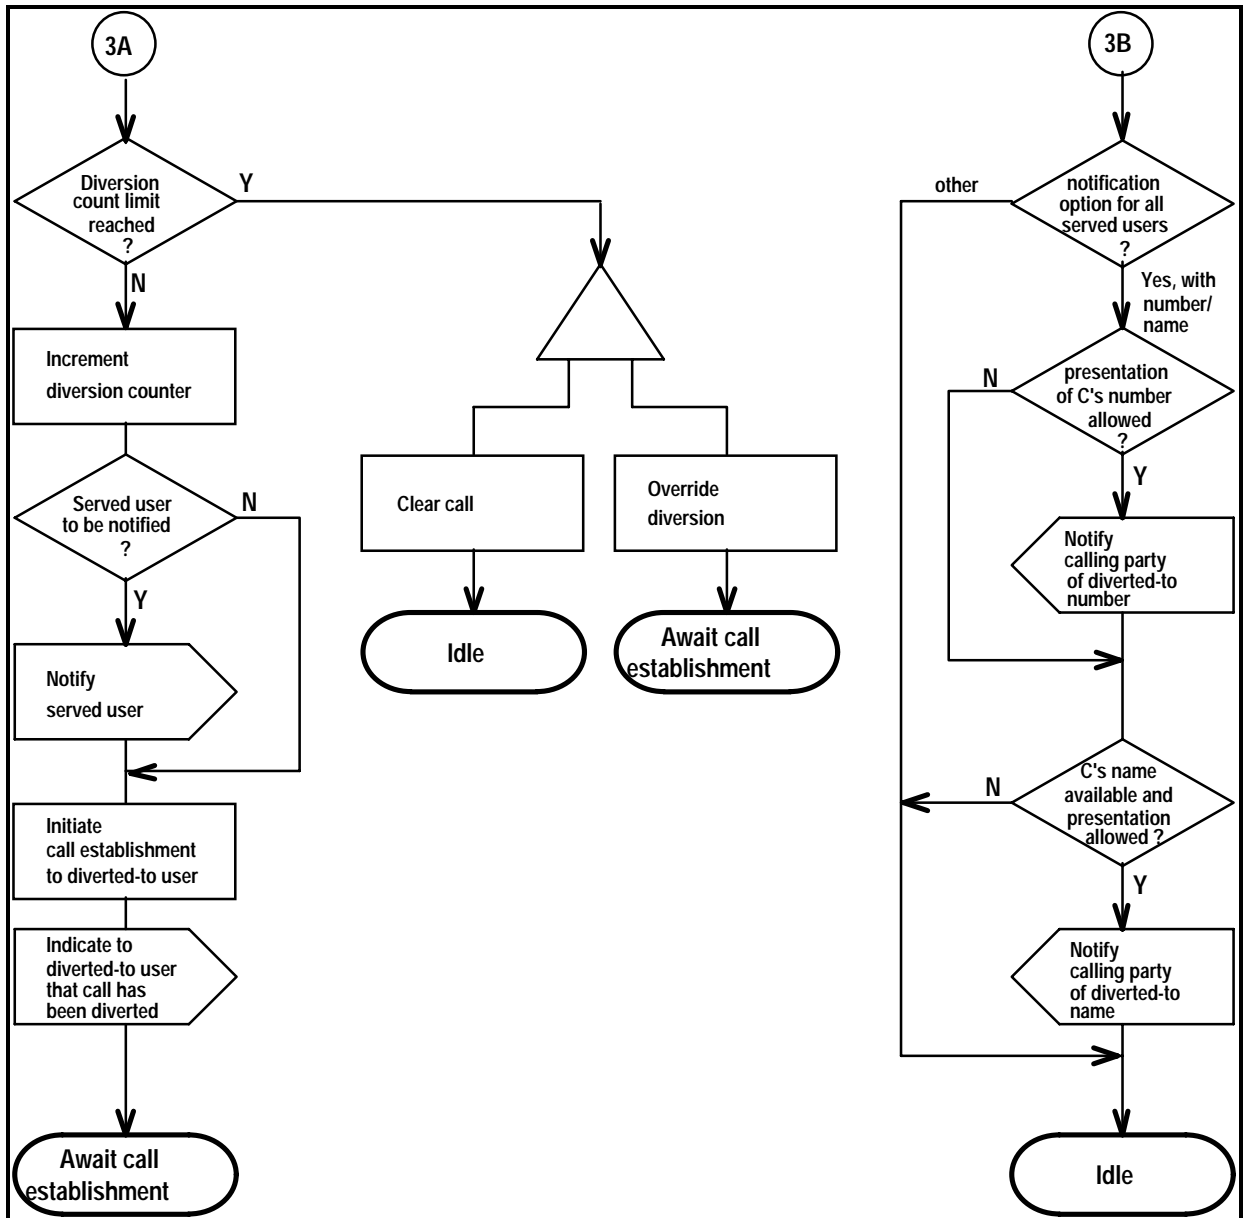 3A
Diversion
count limit
reached
?
Y
N
Increment
diversion counter
Served user
to be notified
?
N
Y
Notify
served user
Initiate
call establishment
to diverted-to user
Indicate to
diverted-to user
that call has
been diverted
Await call
establishment
Clear call
Idle
Override
diversion
Await call
establishment
3B
notification
option for all
served users
?
other
Yes, with
number/
name
presentation
of C's number
allowed
?
N
Y
Notify
calling party
of diverted-to
number
C's name
available and
presentation
allowed ?
N
Y
Notify
calling party
of diverted-to
name
Idle